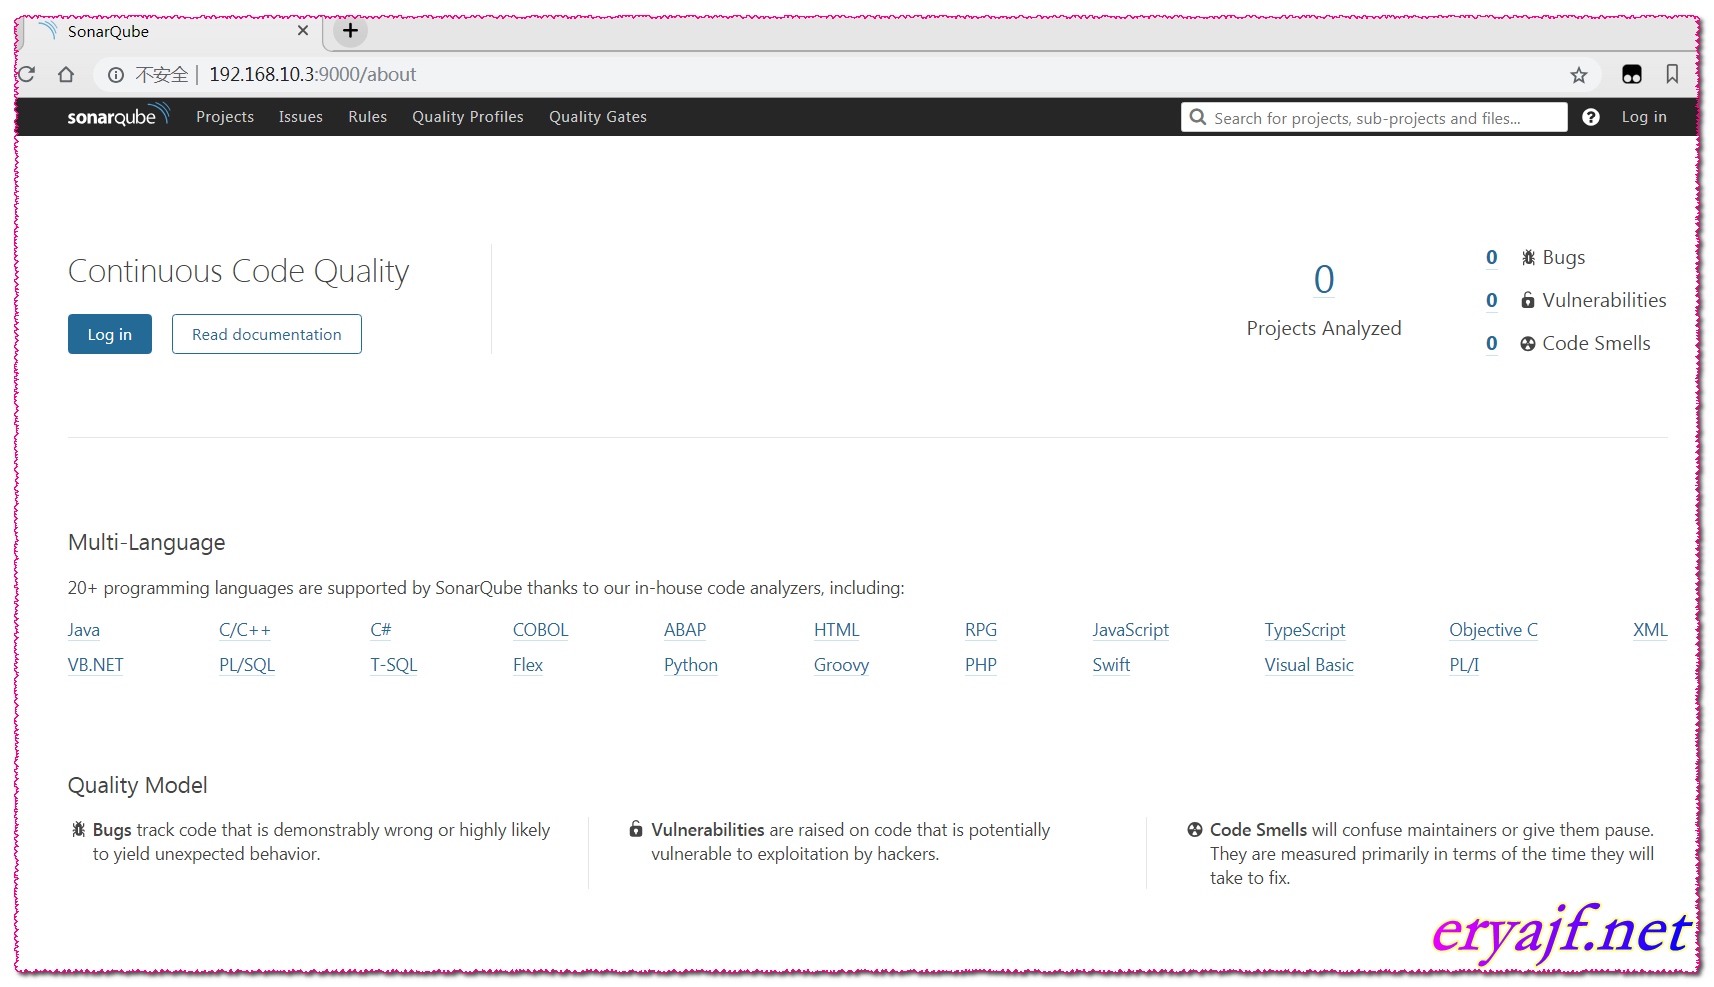 SonarQube
不安全 | 192.168.10.3:9000/about
sonarqube Projects Issues Rules Quality Profiles Quality Gates Search for projects, sub-projects and files... Log in
Continuous Code Quality
Log in Read documentation
0
Projects Analyzed
0 Bugs
0 Vulnerabilities
0 Code Smells
Multi-Language
20+ programming languages are supported by SonarQube thanks to our in-house code analyzers, including:
Java C/C++ C# COBOL ABAP HTML RPG JavaScript TypeScript Objective C XML
VB.NET PL/SQL T-SQL Flex Python Groovy PHP Swift Visual Basic PL/I
Quality Model
Bugs track code that is demonstrably wrong or highly likely
to yield unexpected behavior.
Vulnerabilities are raised on code that is potentially
vulnerable to exploitation by hackers.
Code Smells will confuse maintainers or give them pause.
They are measured primarily in terms of the time they will
take to fix.
eryajf.net